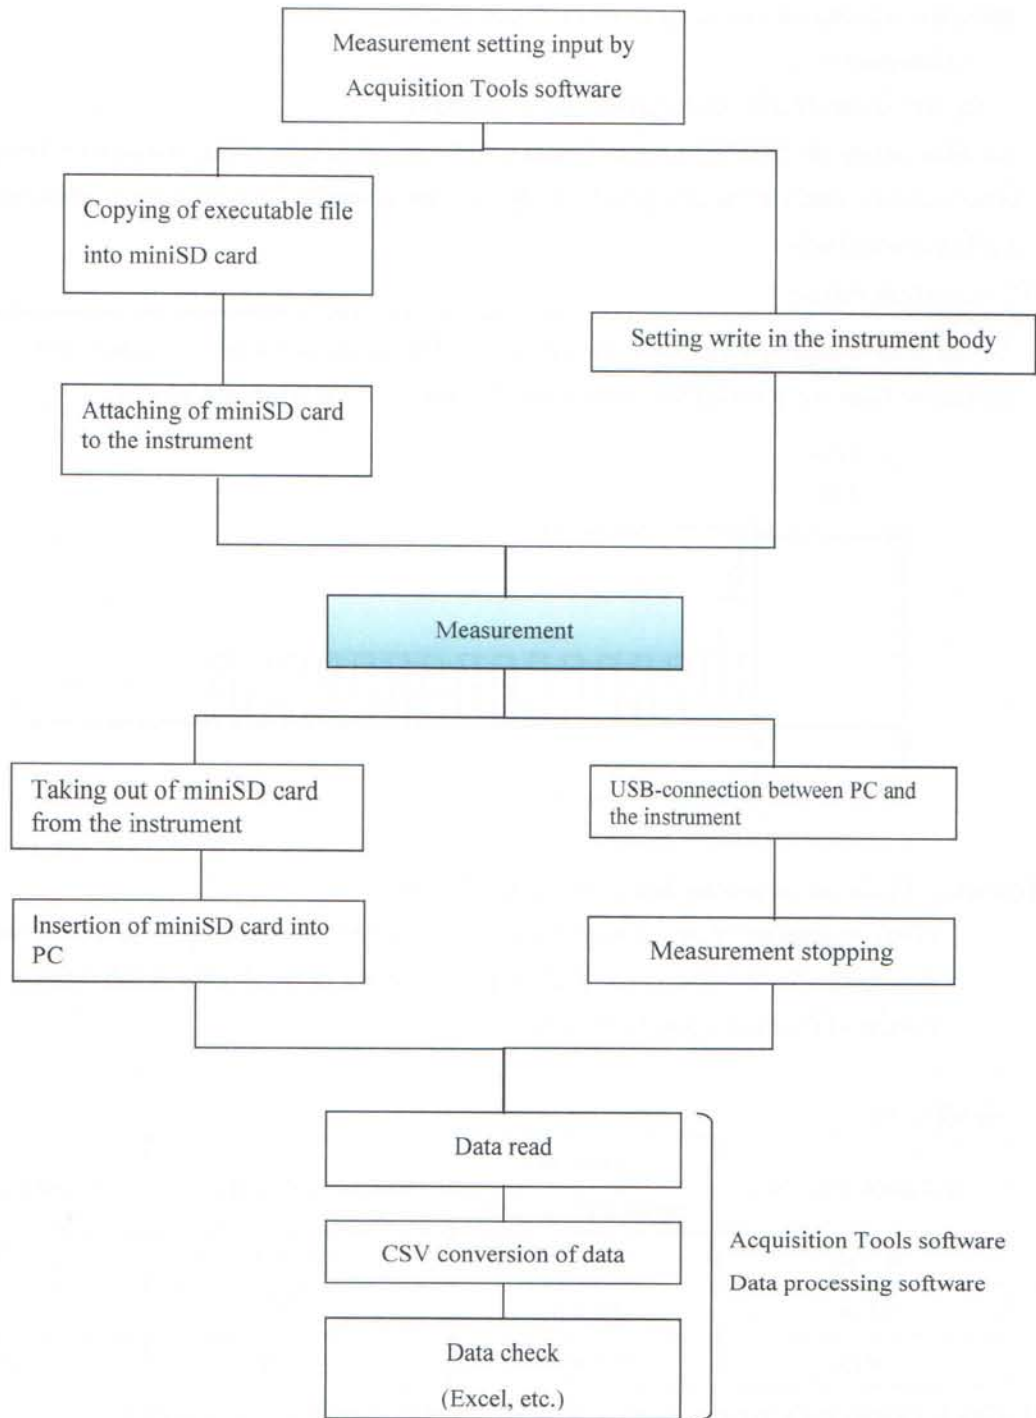 Measurement setting input by
Acquisition Tools software
Copying of executable file
into miniSD card
Setting write in the instrument body
Attaching of miniSD card
to the instrument
Measurement
Taking out of miniSD card
from the instrument
USB-connection between PC and
the instrument
Insertion of miniSD card into
PC
Measurement stopping
Data read
CSV conversion of data
Acquisition Tools software
Data processing software
Data check
(Excel, etc.)